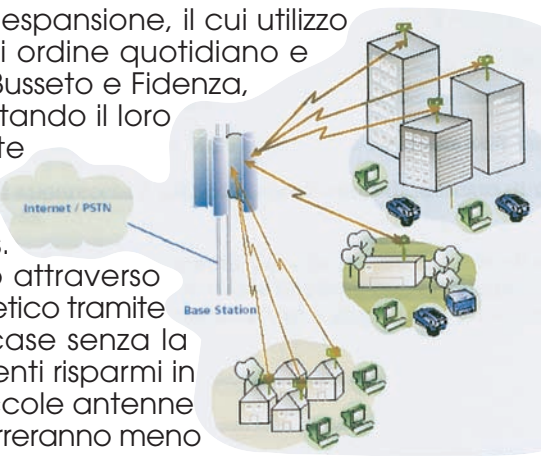 espansione, il cui utilizzo
i ordine quotidiano e
Busseto e Fidenza,
tando il loro
te
Internet / PSTN
s.
attraverso
etico tramite
Base Station
case senza la
enti risparmi in
cole antenne
rreranno meno